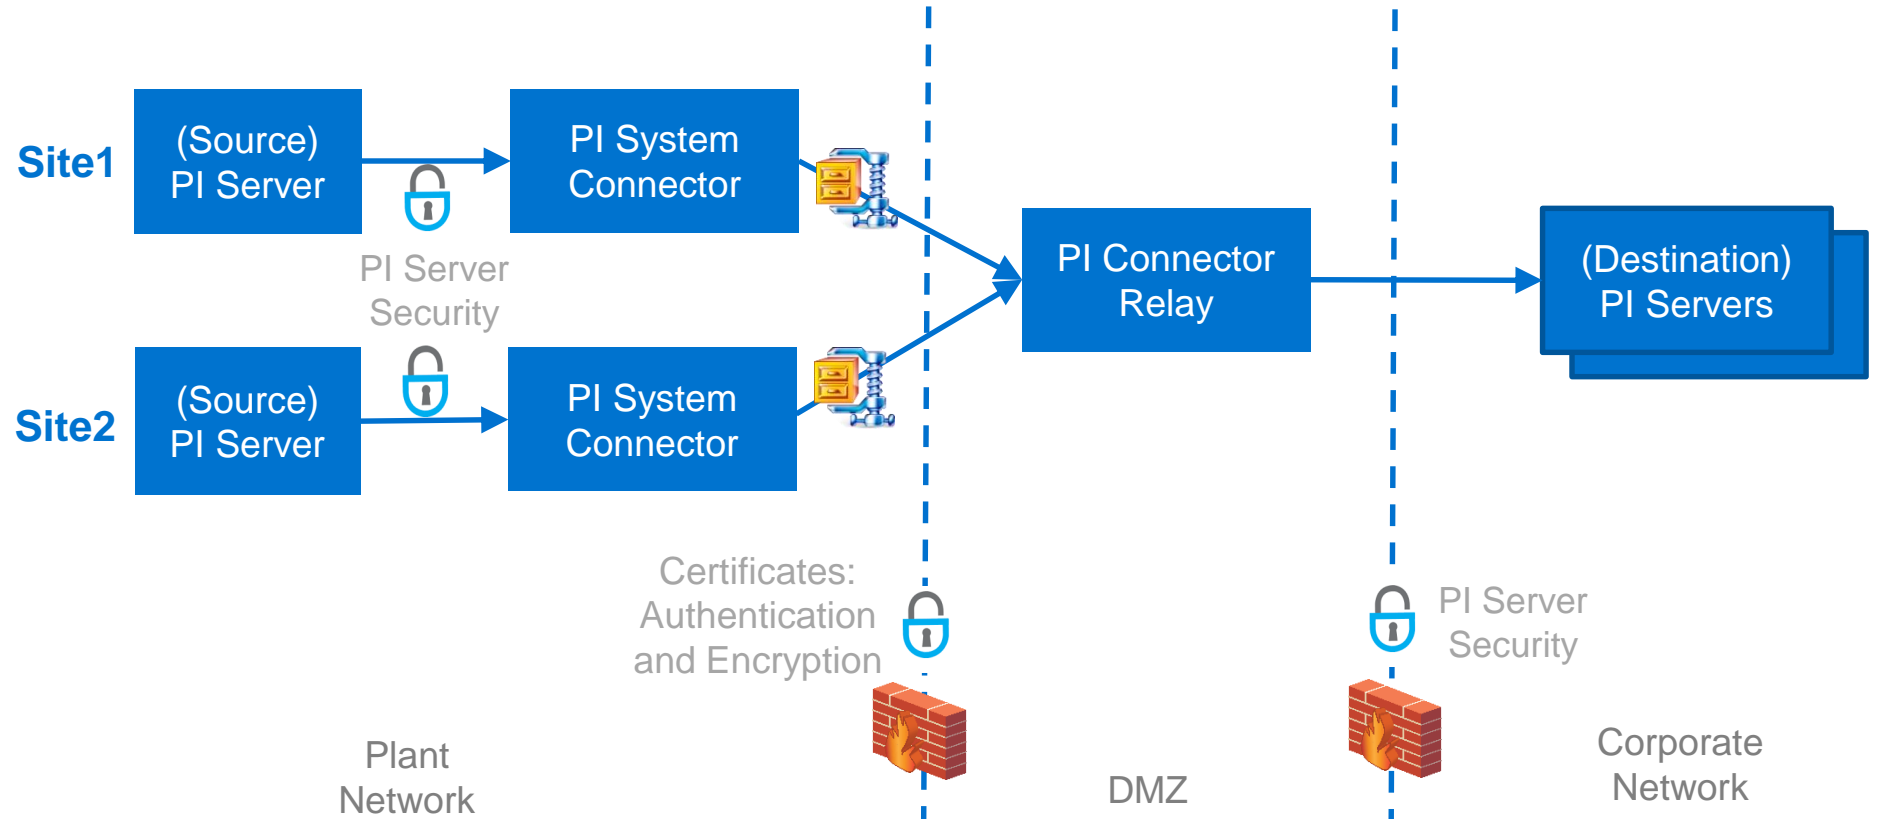 Site1
(Source)
PI Server
PI System
Connector
PI Server
Security
PI Connector
Relay
(Destination)
PI Servers
Site2
(Source)
PI Server
PI System
Connector
Certificates:
Authentication
and Encryption
PI Server
Security
Plant
Network
DMZ
Corporate
Network